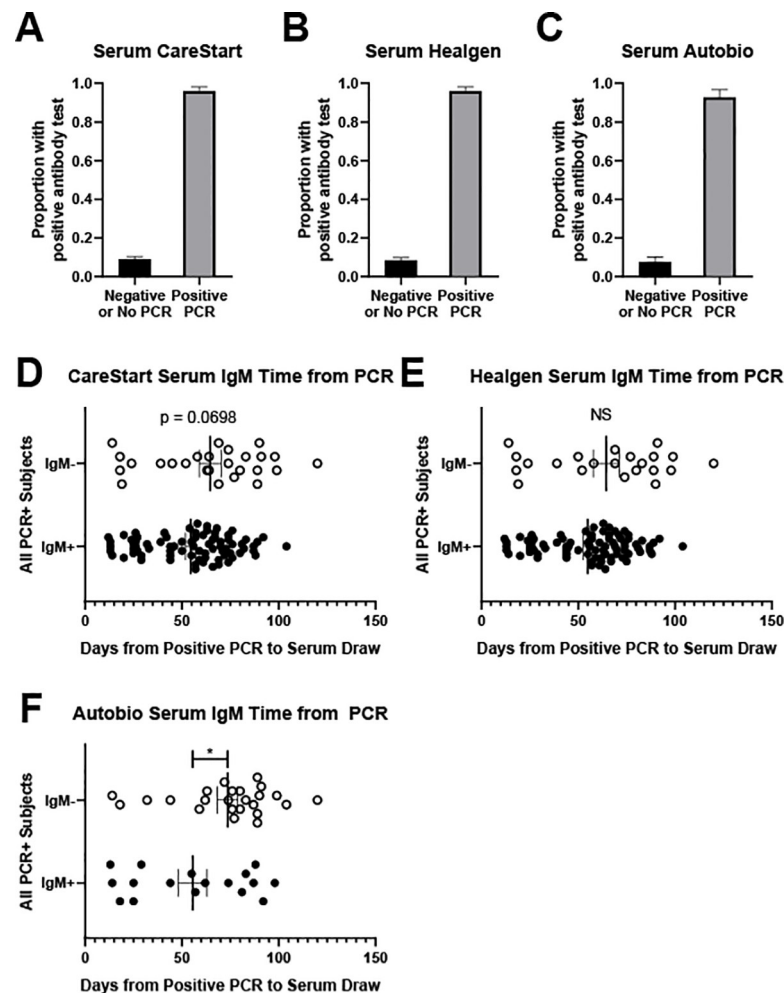 A
Serum CareStart
Proportion with
positive antibody test
1.0
0.8
0.6
0.4
0.2
0.0
Negative Positive
or No PCR PCR
B
Serum Healgen
Proportion with
positive antibody test
1.0
0.8
0.6
0.4
0.2
0.0
Negative Positive
or No PCR PCR
C
Serum Autobio
Proportion with
positive antibody test
1.0
0.8
0.6
0.4
0.2
0.0
Negative Positive
or No PCR PCR
D
CareStart Serum IgM Time from PCR
p = 0.0698
All PCR+ Subjects
IgM-
IgM+
0 50 100 150
Days from Positive PCR to Serum Draw
E
Healgen Serum IgM Time from PCR
NS
All PCR+ Subjects
IgM-
IgM+
0 50 100 150
Days from Positive PCR to Serum Draw
F
Autobio Serum IgM Time from PCR
*
All PCR+ Subjects
IgM-
IgM+
0 50 100 150
Days from Positive PCR to Serum Draw